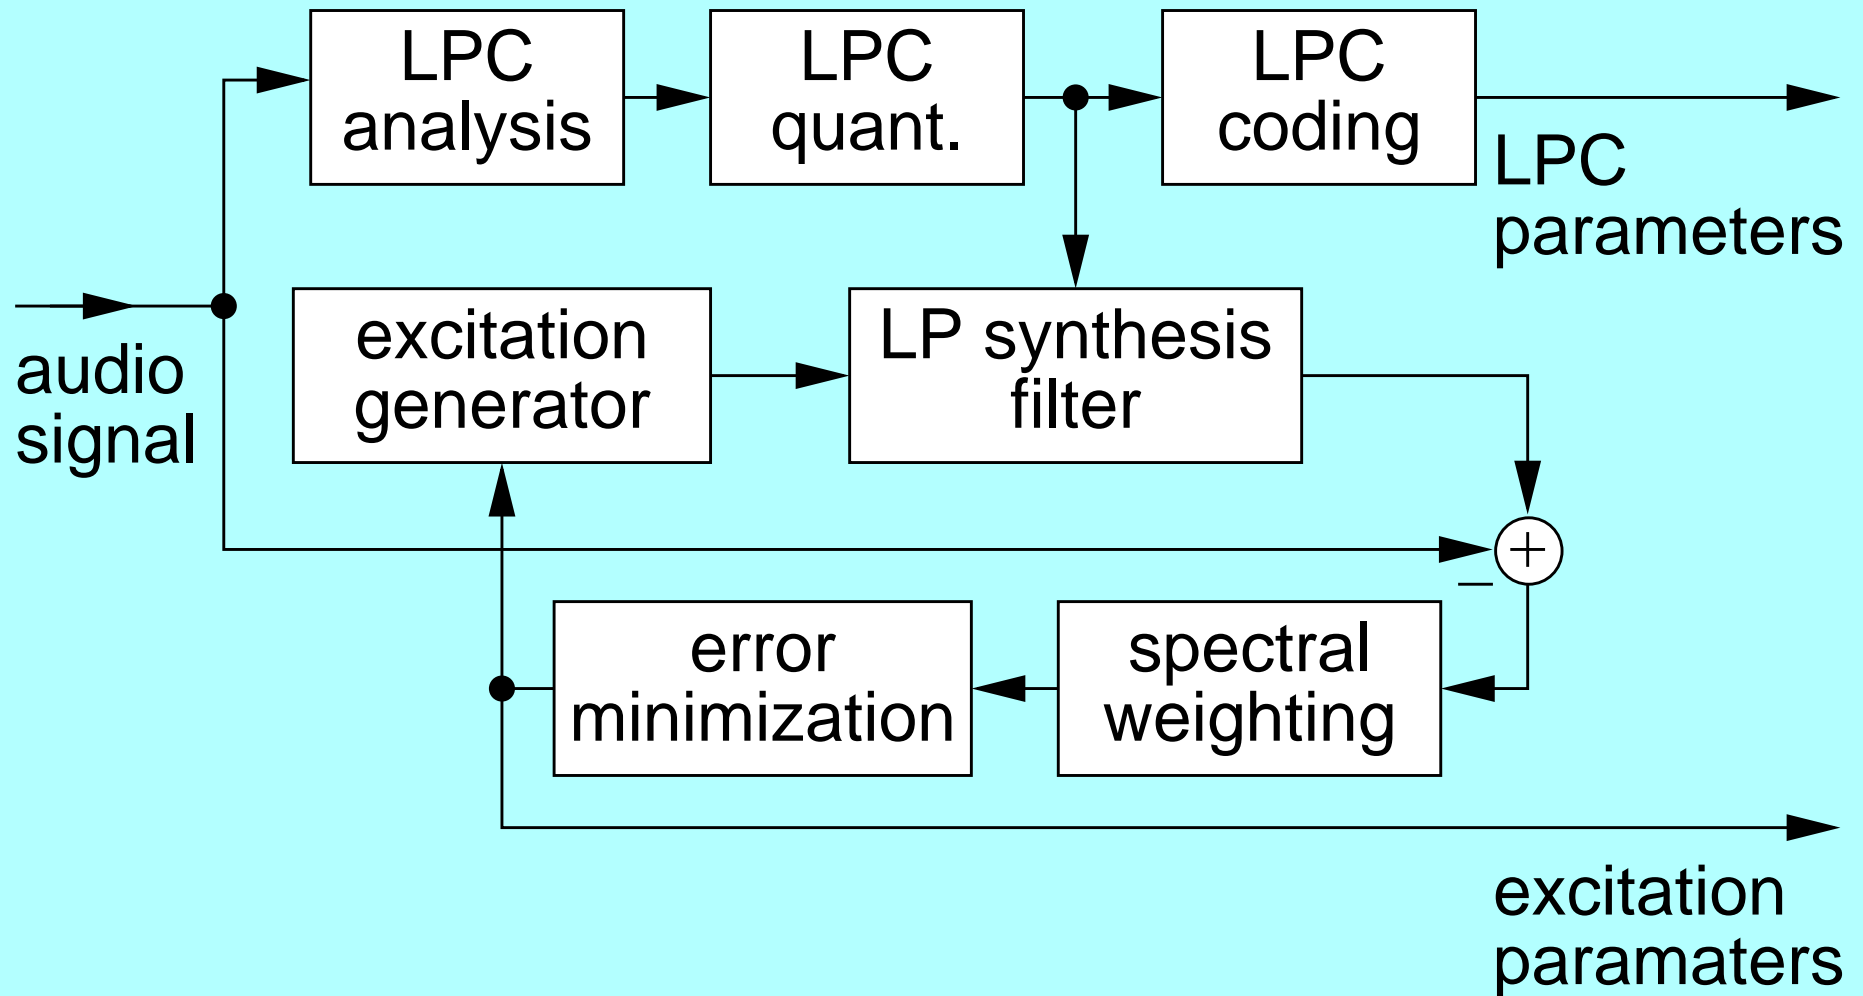 LPC
analysis
LPC
quant.
LPC
coding
LPC
parameters
audio
signal
excitation
generator
LP synthesis
filter
+
−
error
minimization
spectral
weighting
excitation
paramaters